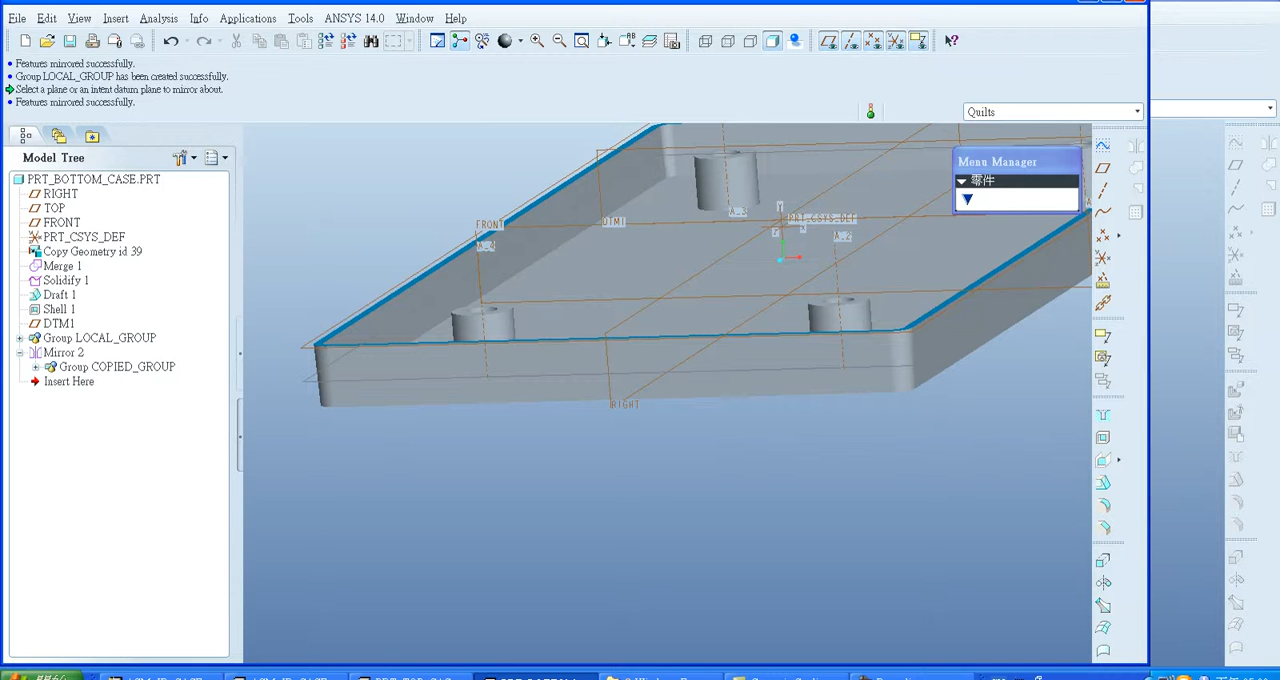 File Edit View Insert Analysis Info Applications Tools ANSYS 14.0 Window Help
Features mirrored successfully.
Group LOCAL_GROUP has been created successfully.
Select a plane or an intent datum plane to mirror about.
Features mirrored successfully.
Quilts
Model Tree
PRT_BOTTOM_CASE.PRT
RIGHT
TOP
FRONT
PRT_CSYS_DEF
Copy Geometry id 39
Merge 1
Solidify 1
Draft 1
Shell 1
DTM1
Group LOCAL_GROUP
Mirror 2
Group COPIED_GROUP
Insert Here
Menu Manager
零件
A_3
Y
PRT_CSYS_DEF
X
Z
FRONT
DTM1
A_4
A_2
RIGHT